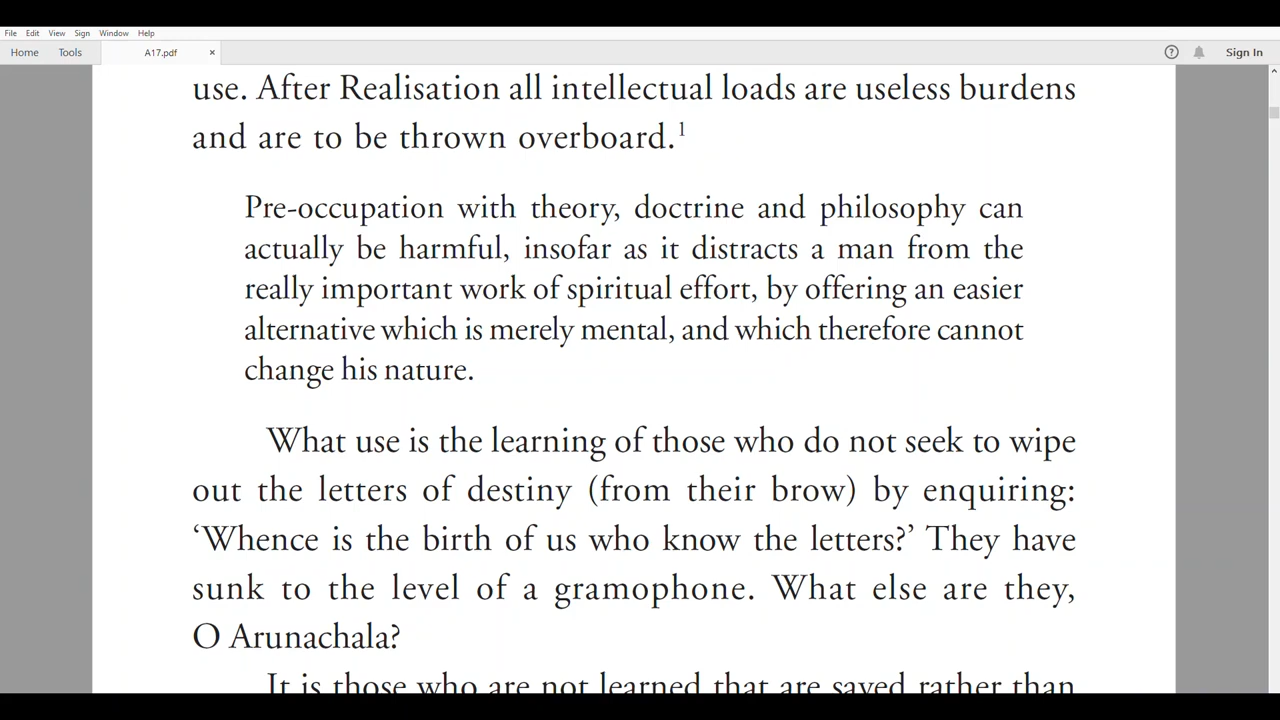 File Edit View Sign Window Help
Home Tools A17.pdf × ? Sign In
use. After Realisation all intellectual loads are useless burdens
and are to be thrown overboard.1
Pre-occupation with theory, doctrine and philosophy can
actually be harmful, insofar as it distracts a man from the
really important work of spiritual effort, by offering an easier
alternative which is merely mental, and which therefore cannot
change his nature.
What use is the learning of those who do not seek to wipe
out the letters of destiny (from their brow) by enquiring:
‘Whence is the birth of us who know the letters?’ They have
sunk to the level of a gramophone. What else are they,
O Arunachala?
It is those who are not learned that are saved rather than